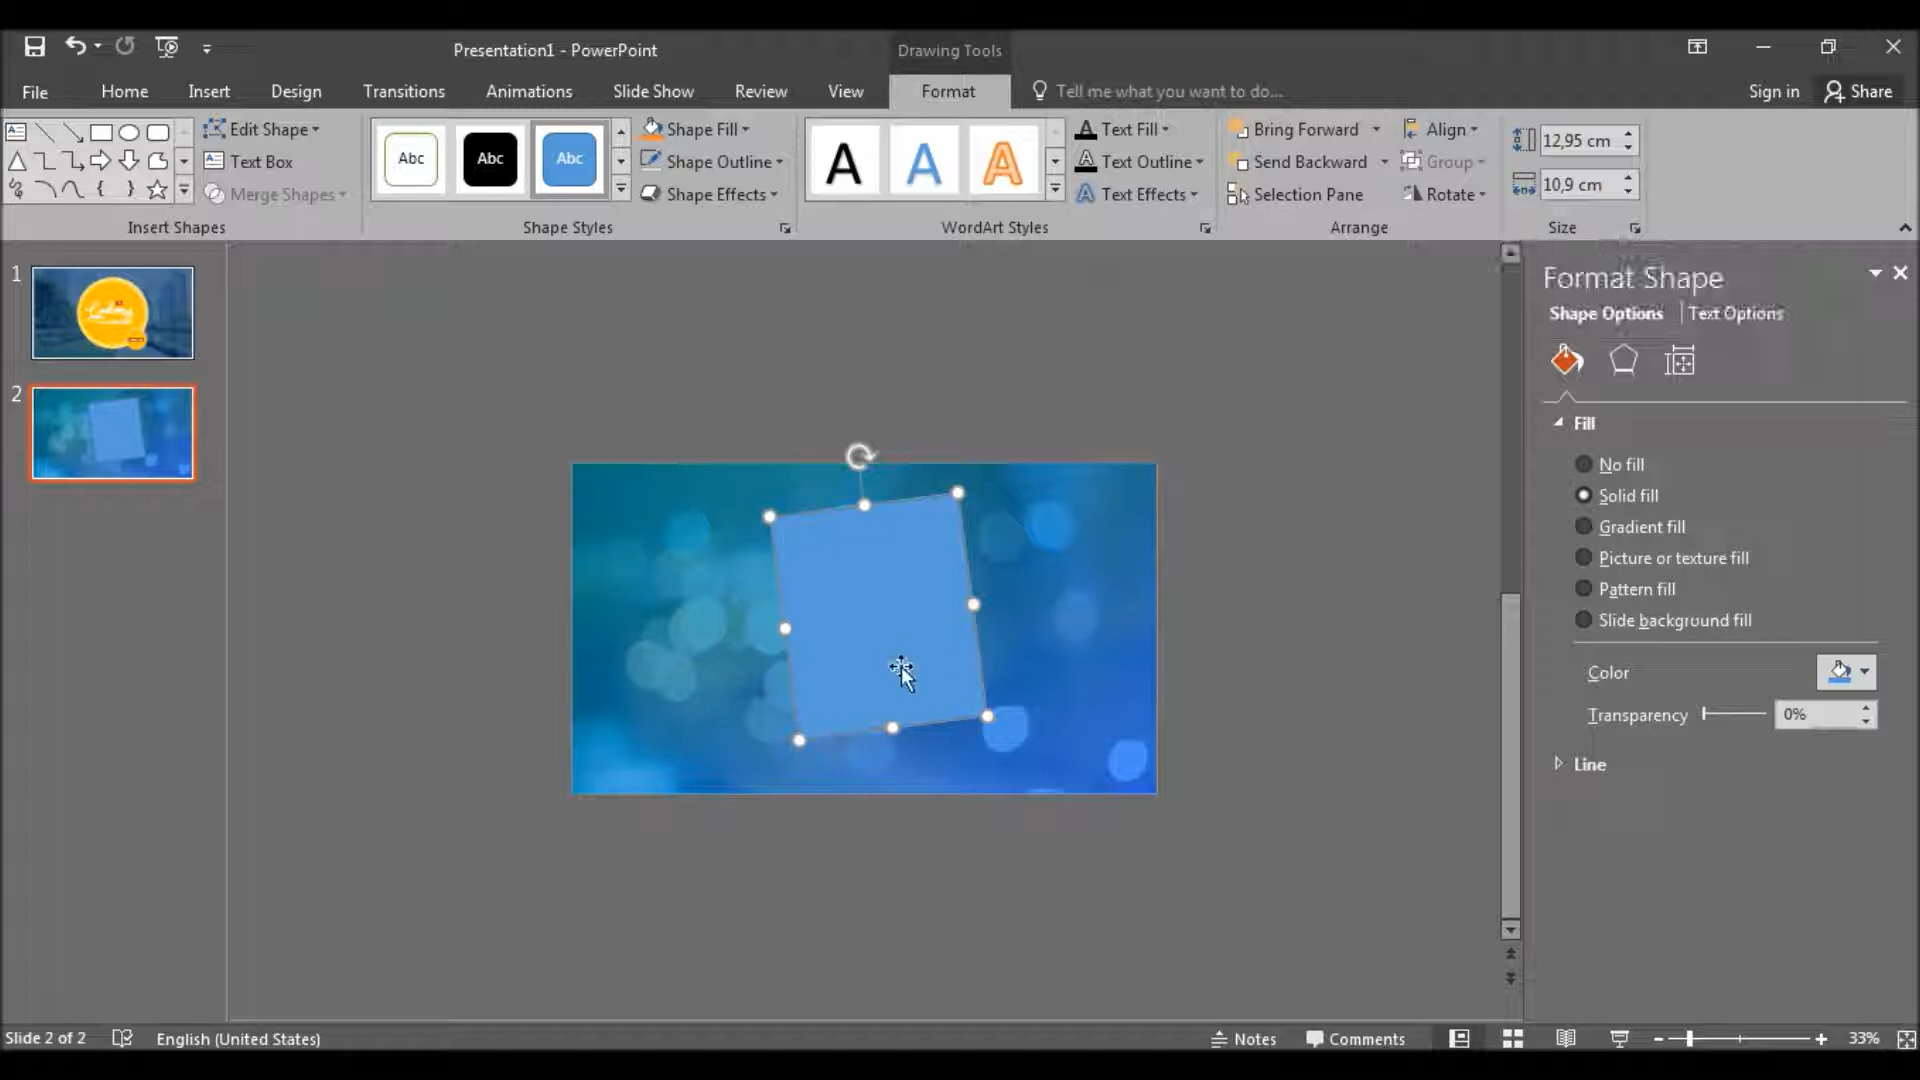 Presentation1 - PowerPoint
Drawing Tools
File Home Insert Design Transitions Animations Slide Show Review View Format Tell me what you want to do... Sign in Share
Edit Shape
Text Box
Merge Shapes
Insert Shapes
Abc Abc Abc
Shape Fill
Shape Outline
Shape Effects
Shape Styles
A A A
Text Fill
Text Outline
Text Effects
WordArt Styles
Bring Forward
Send Backward
Selection Pane
Align
Group
Rotate
Arrange
12,95 cm
10,9 cm
Size
1
2
Format Shape
Shape Options Text Options
Fill
No fill
Solid fill
Gradient fill
Picture or texture fill
Pattern fill
Slide background fill
Color
Transparency 0%
Line
Slide 2 of 2 English (United States) Notes Comments 33%